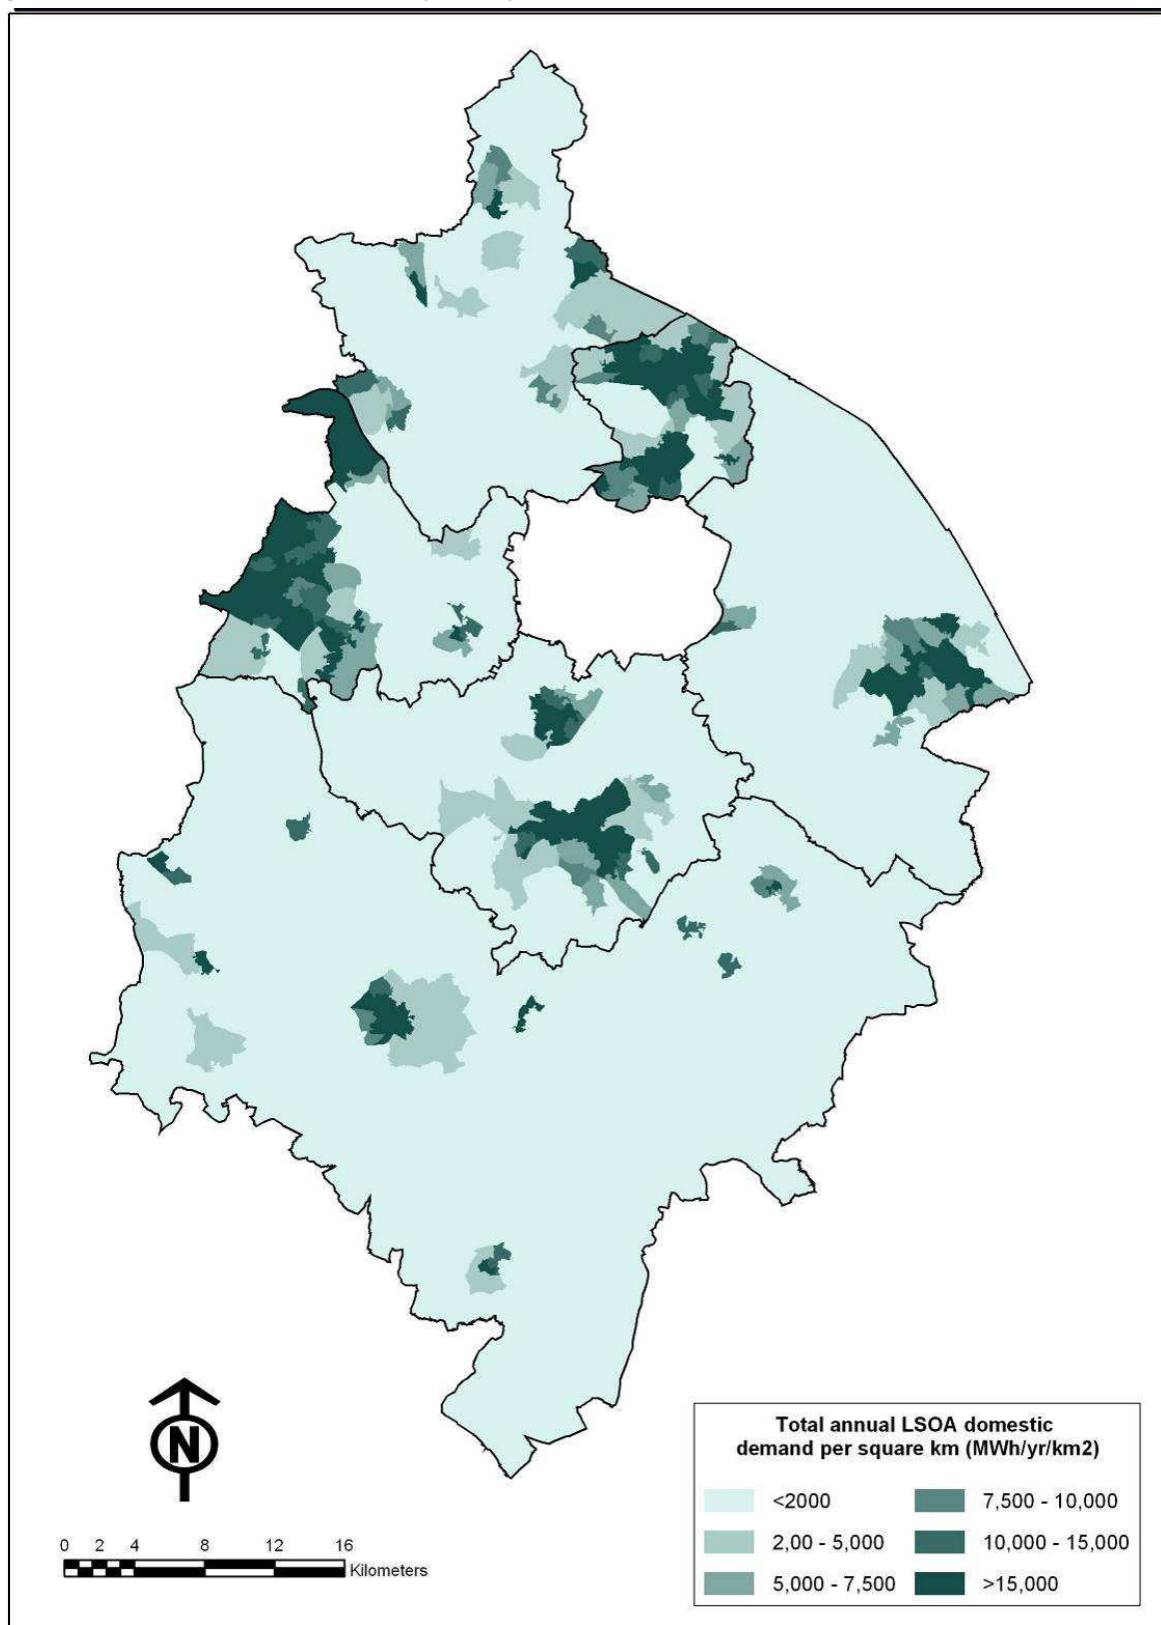 N
0 2 4 8 12 16
Kilometers
Total annual LSOA domestic
demand per square km (MWh/yr/km2)
<2000
2,00 - 5,000
5,000 - 7,500
7,500 - 10,000
10,000 - 15,000
>15,000